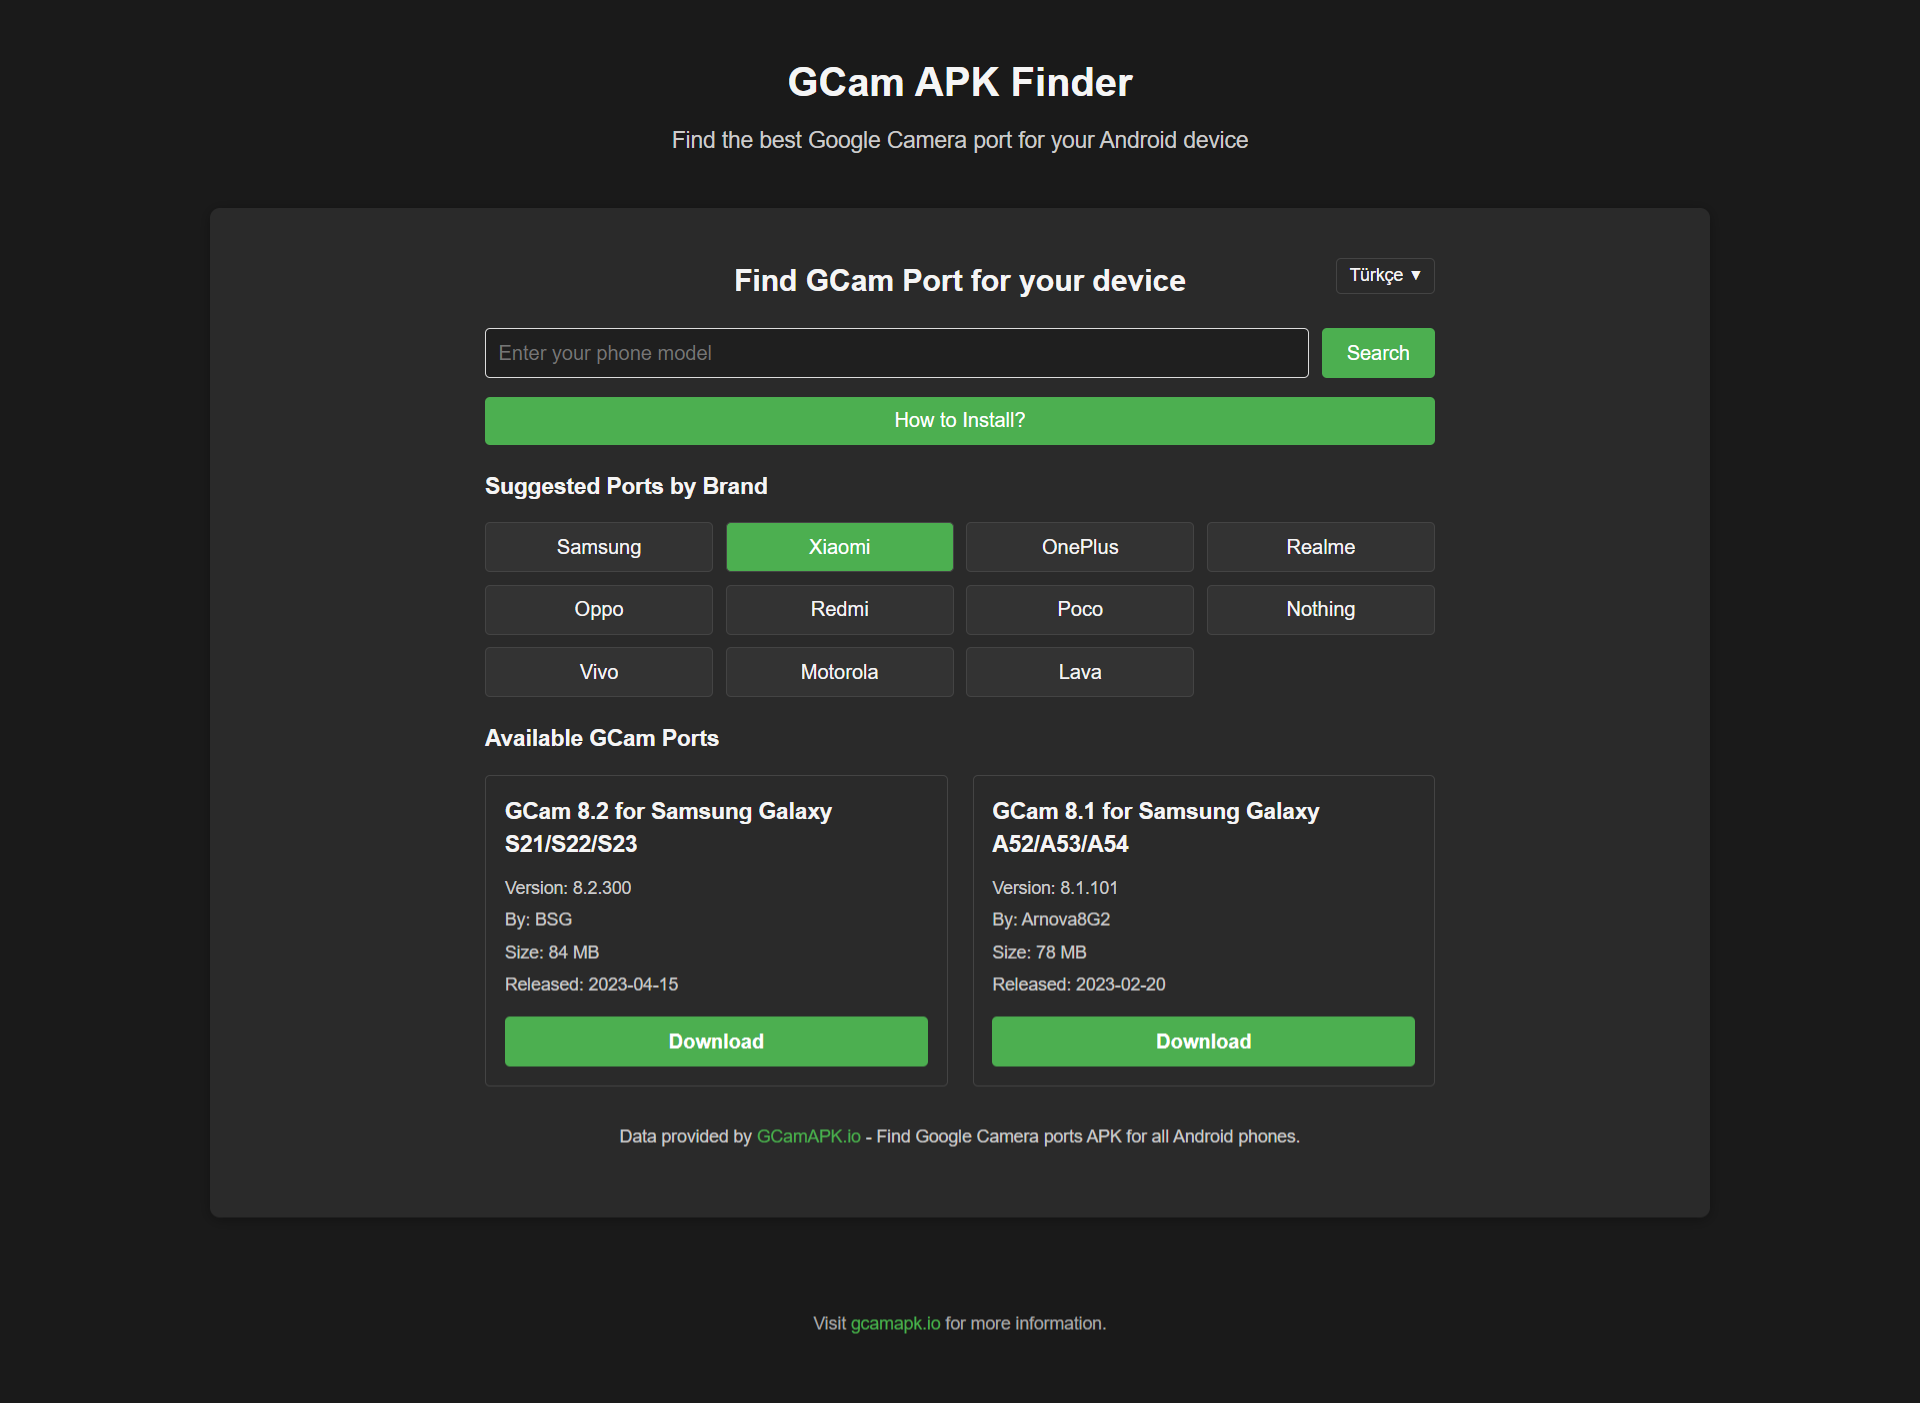 GCam APK Finder
Find the best Google Camera port for your Android device
Find GCam Port for your device
Türkçe ▼
Enter your phone model
Search
How to Install?
Suggested Ports by Brand
Samsung
Xiaomi
OnePlus
Realme
Oppo
Redmi
Poco
Nothing
Vivo
Motorola
Lava
Available GCam Ports
GCam 8.2 for Samsung Galaxy
S21/S22/S23
Version: 8.2.300
By: BSG
Size: 84 MB
Released: 2023-04-15
Download
GCam 8.1 for Samsung Galaxy
A52/A53/A54
Version: 8.1.101
By: Arnova8G2
Size: 78 MB
Released: 2023-02-20
Download
Data provided by GCamAPK.io - Find Google Camera ports APK for all Android phones.
Visit gcamapk.io for more information.